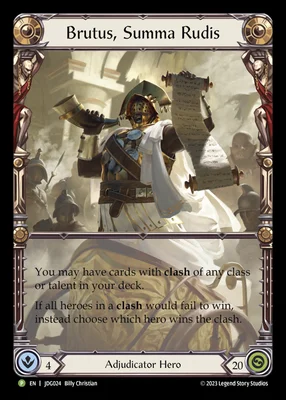 Brutus, Summa Rudis
You may have cards with clash of any class
or talent in your deck.
If all heroes in a clash would fail to win,
instead choose which hero wins the clash.
4
Adjudicator Hero
20
P EN | JDG024 Billy Christian
© 2023 Legend Story Studios